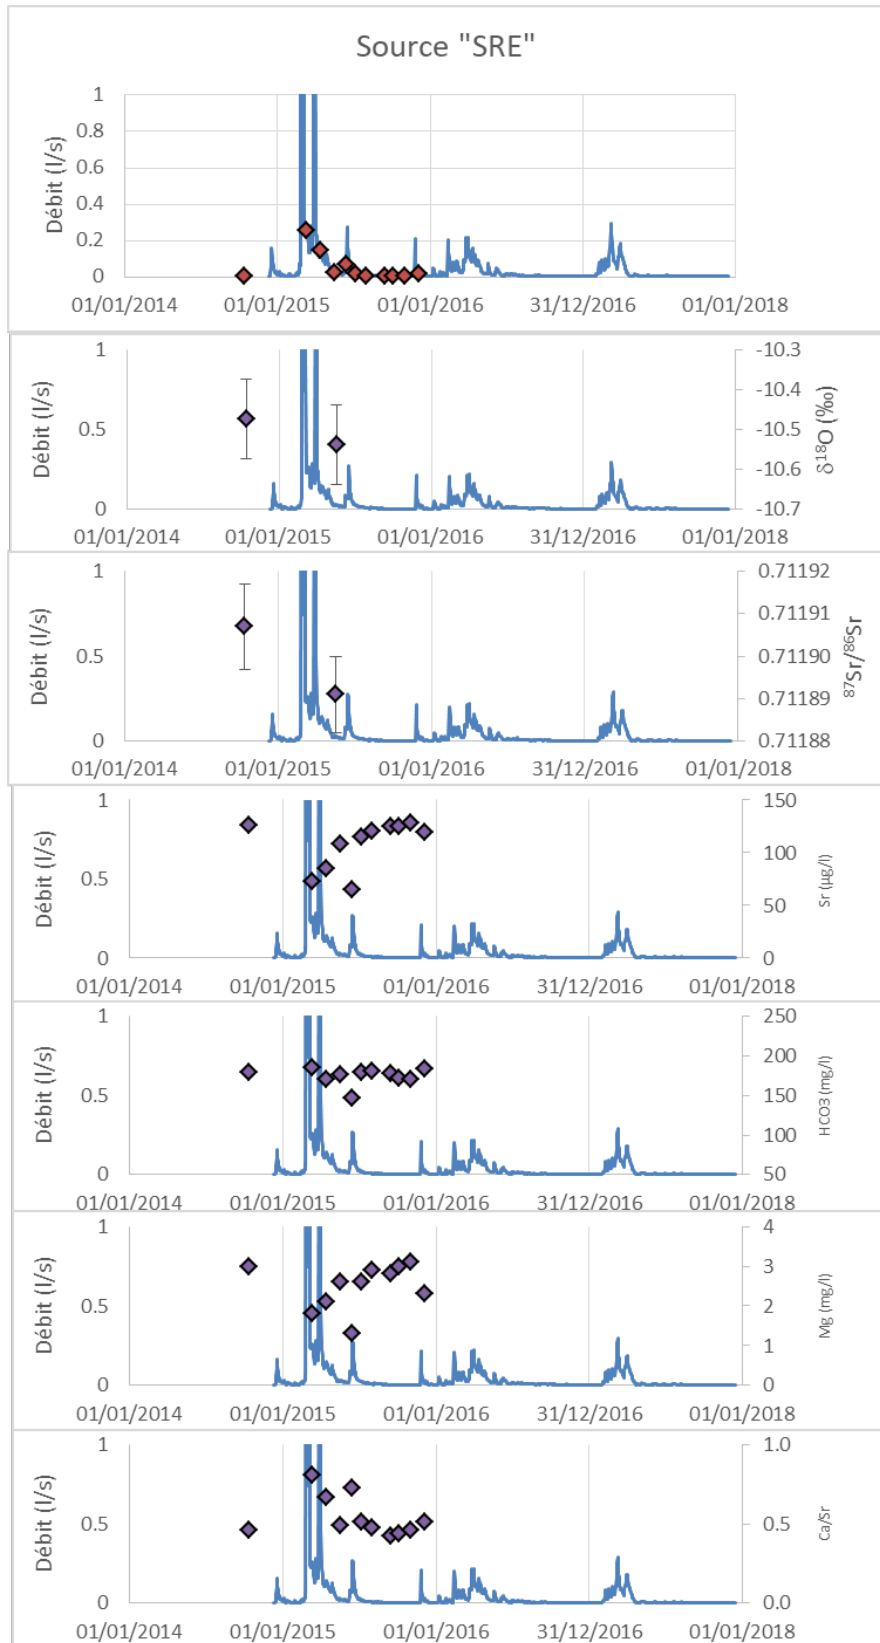 Source "SRE"
1
0.8
0.6
0.4
0.2
0
Débit (l/s)
01/01/2014 01/01/2015 01/01/2016 31/12/2016 01/01/2018
1
0.5
0
Débit (l/s)
-10.3
-10.4
-10.5
-10.6
-10.7
δ18O (‰)
01/01/2014 01/01/2015 01/01/2016 31/12/2016 01/01/2018
1
0.5
0
Débit (l/s)
0.71192
0.71191
0.71190
0.71189
0.71188
87Sr/86Sr
01/01/2014 01/01/2015 01/01/2016 31/12/2016 01/01/2018
1
0.5
0
Débit (l/s)
150
100
50
0
Sr (µg/l)
01/01/2014 01/01/2015 01/01/2016 31/12/2016 01/01/2018
1
0.5
0
Débit (l/s)
250
200
150
100
50
HCO3 (mg/l)
01/01/2014 01/01/2015 01/01/2016 31/12/2016 01/01/2018
1
0.5
0
Débit (l/s)
4
3
2
1
0
Mg (mg/l)
01/01/2014 01/01/2015 01/01/2016 31/12/2016 01/01/2018
1
0.5
0
Débit (l/s)
1.0
0.5
0.0
Ca/Sr
01/01/2014 01/01/2015 01/01/2016 31/12/2016 01/01/2018